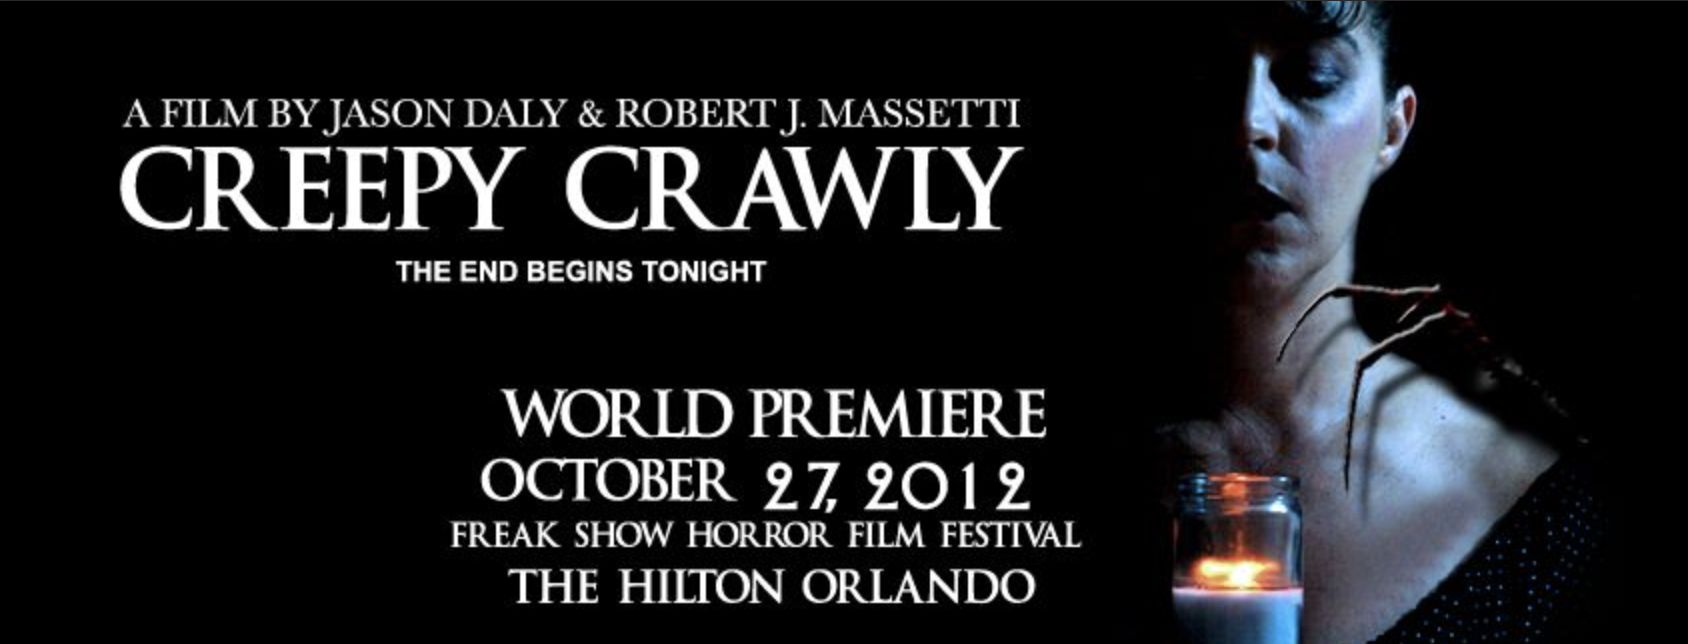 A FILM BY JASON DALY & ROBERT J. MASSETTI
CREEPY CRAWLY
THE END BEGINS TONIGHT
WORLD PREMIERE
OCTOBER 27, 2012
FREAK SHOW HORROR FILM FESTIVAL
THE HILTON ORLANDO